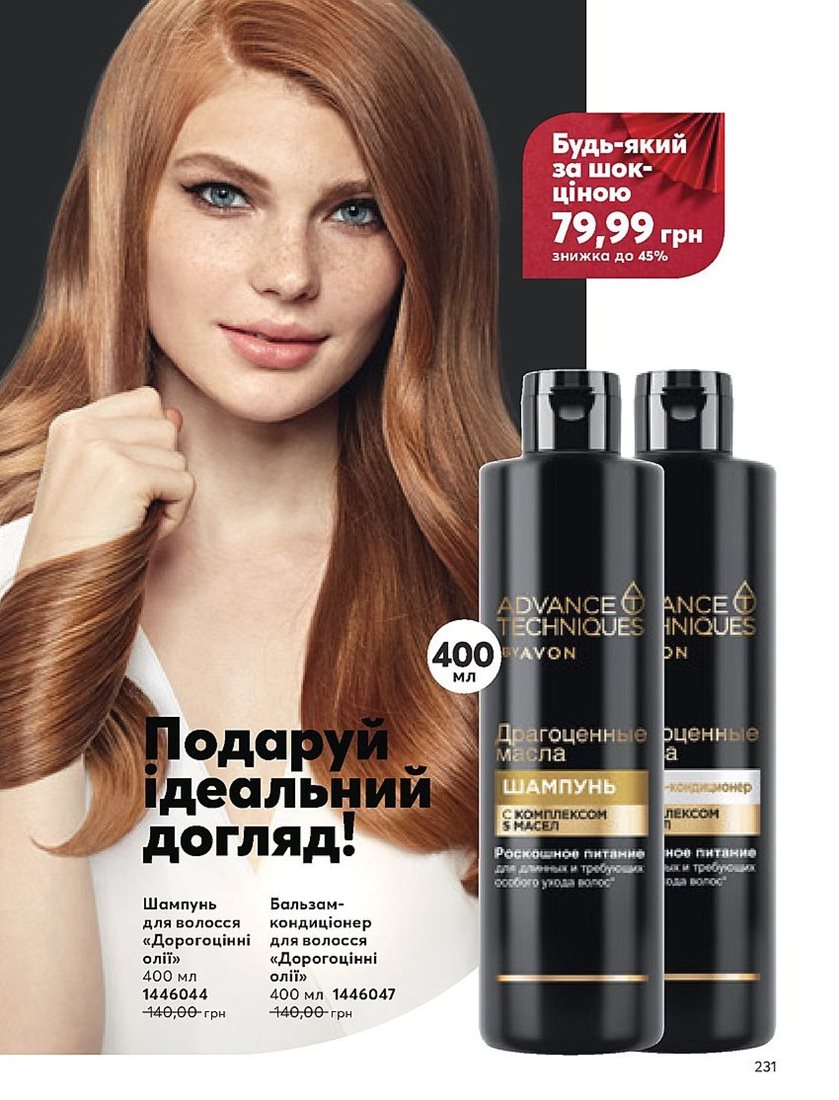 Будь-який
за шок-
ціною
79,99 грн
знижка до 45%
400
мл
ADVANCE
TECHNIQUES
BY AVON
Драгоценные
масла
ШАМПУНЬ
С КОМПЛЕКСОМ
5 МАСЕЛ
Роскошное питание
для длинных и требующих
особого ухода волос*
ANCE
HNIQUES
ON
оценные
а
-кондиционер
ЛЕКСОМ
Л
ное питание
ых и требующих
ода волос*
Подаруй
ідеальний
догляд!
Шампунь
для волосся
«Дорогоцінні
олії»
400 мл
1446044
140,00 грн
Бальзам-
кондиціонер
для волосся
«Дорогоцінні
олії»
400 мл 1446047
140,00 грн
231